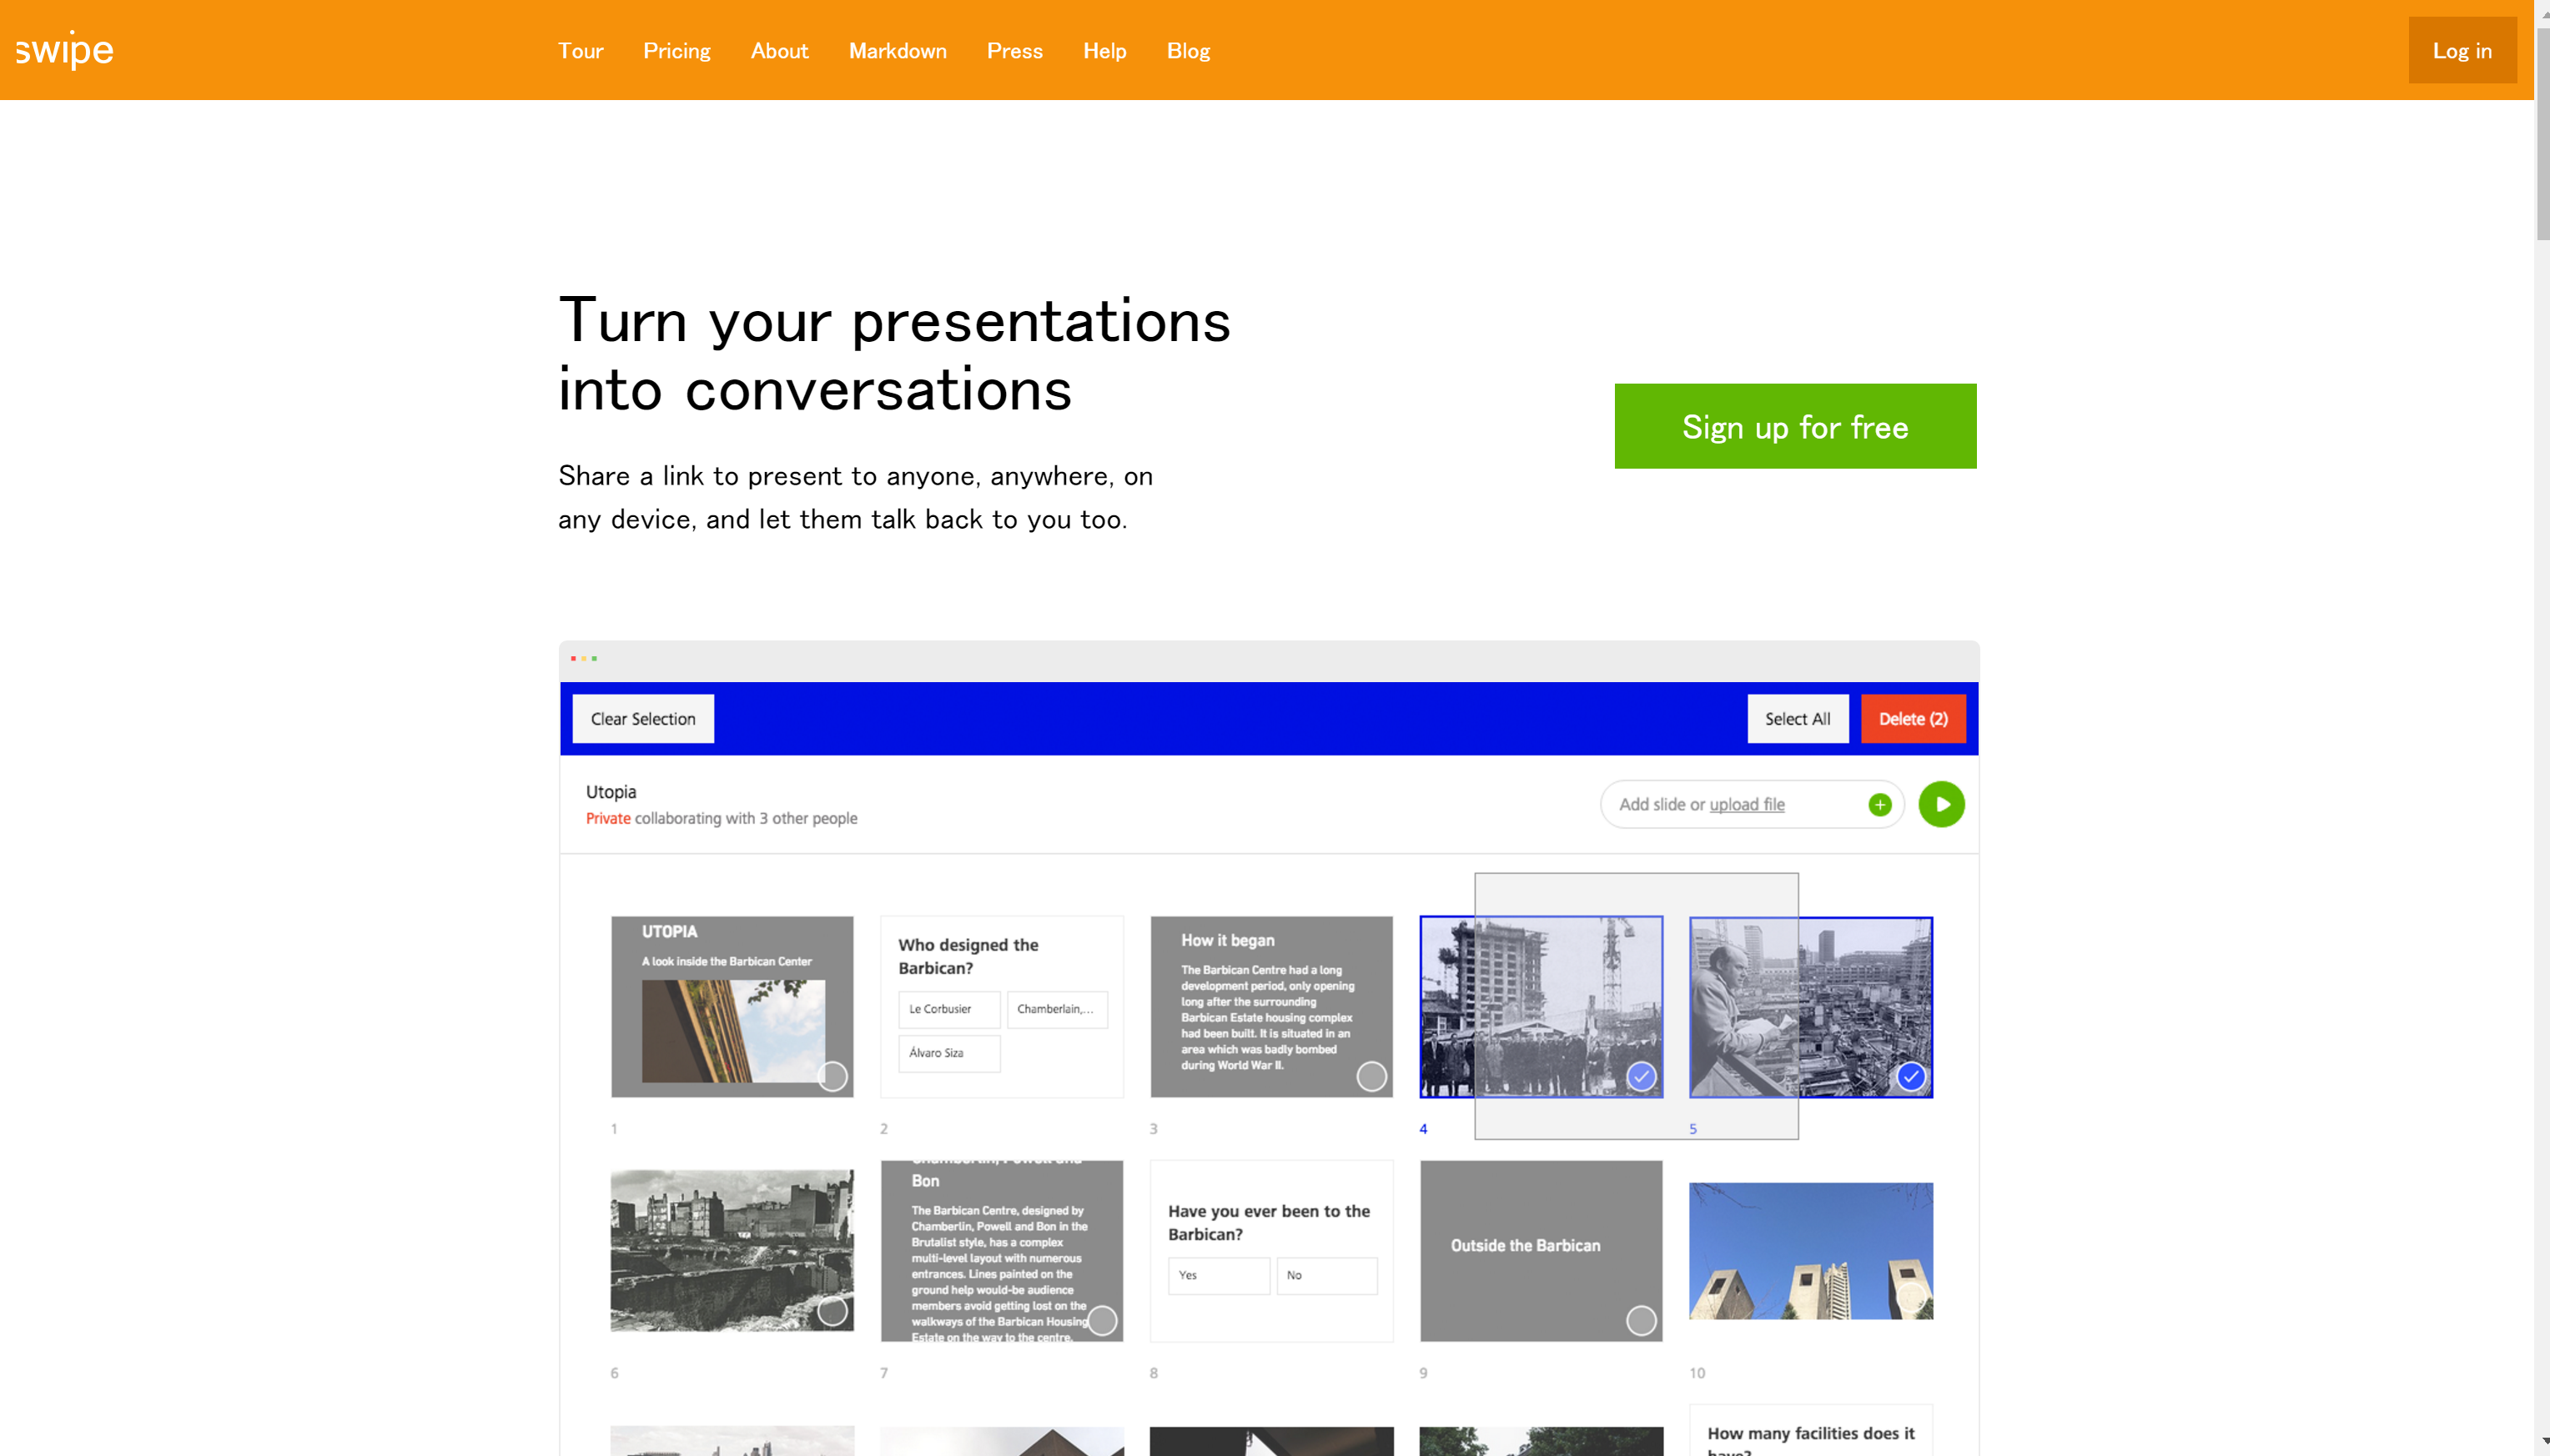 swipe
Tour
Pricing
About
Markdown
Press
Help
Blog
Log in
Turn your presentations
into conversations
Share a link to present to anyone, anywhere, on
any device, and let them talk back to you too.
Sign up for free
Clear Selection
Select All
Delete (2)
Utopia
Private collaborating with 3 other people
Add slide or upload file
UTOPIA
A look inside the Barbican Center
1
Who designed the
Barbican?
Le Corbusier
Chamberlain,...
Álvaro Siza
2
How it began
The Barbican Centre had a long
development period, only opening
long after the surrounding
Barbican Estate housing complex
had been built. It is situated in an
area which was badly bombed
during World War II.
3
4
5
6
Chamberlin, Powell and
Bon
The Barbican Centre, designed by
Chamberlin, Powell and Bon in the
Brutalist style, has a complex
multi-level layout with numerous
entrances. Lines painted on the
ground help would-be audience
members avoid getting lost on the
walkways of the Barbican Housing
Estate on the way to the centre.
7
Have you ever been to the
Barbican?
Yes
No
8
Outside the Barbican
9
10
How many facilities does it
have?